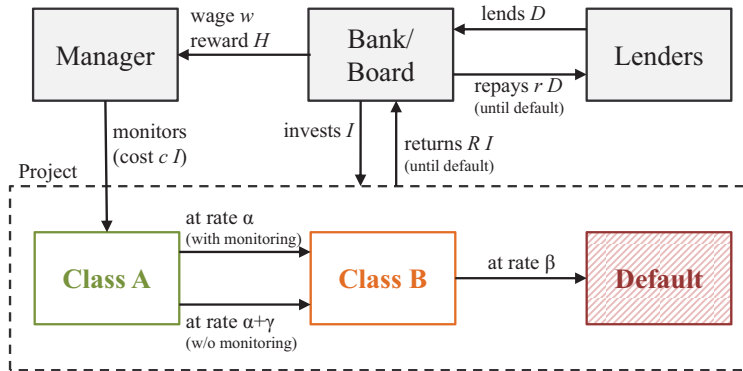 Manager
wage w
reward H
Bank/
Board
lends D
repays r D
(until default)
Lenders
monitors
(cost c I)
invests I
returns R I
(until default)
Project
Class A
at rate α
(with monitoring)
at rate α+γ
(w/o monitoring)
Class B
at rate β
Default